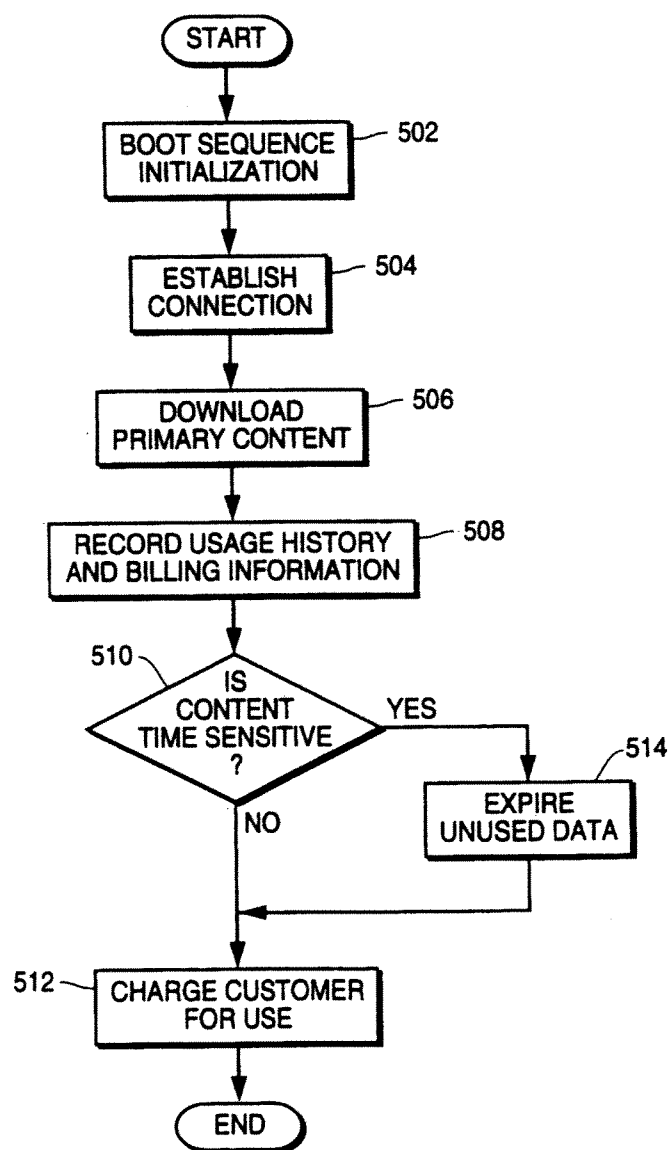 START
BOOT SEQUENCE
INITIALIZATION
502
ESTABLISH
CONNECTION
504
DOWNLOAD
PRIMARY CONTENT
506
RECORD USAGE HISTORY
AND BILLING INFORMATION
508
510
IS
CONTENT
TIME SENSITIVE
?
YES
NO
514
EXPIRE
UNUSED DATA
512
CHARGE CUSTOMER
FOR USE
END